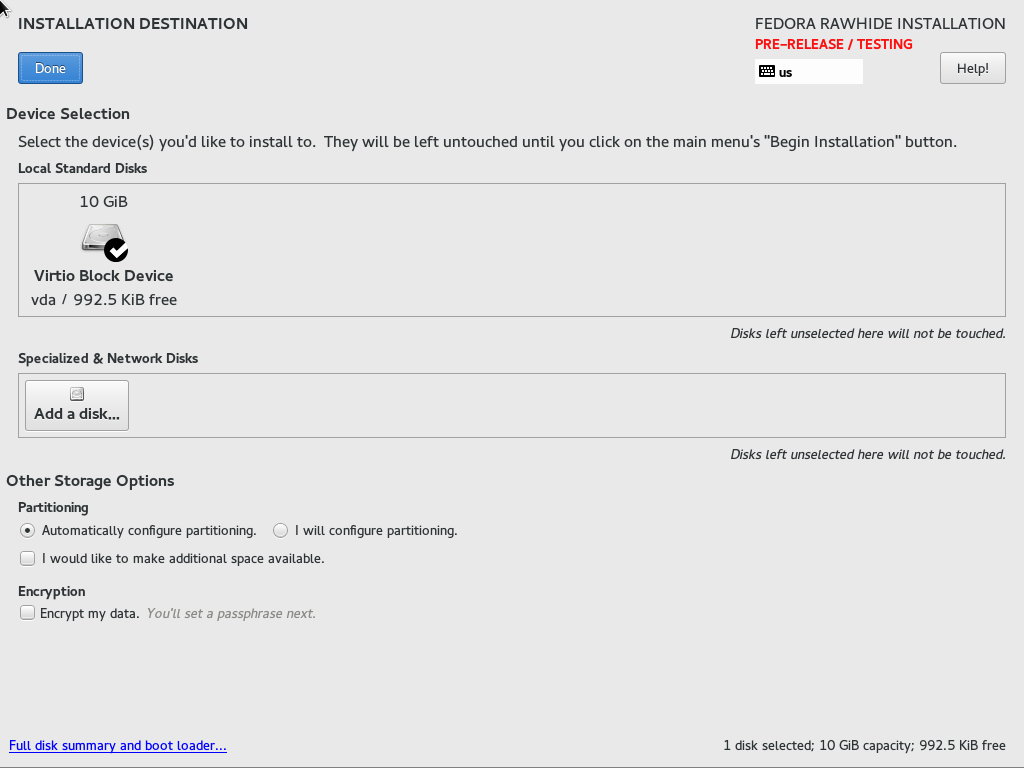 INSTALLATION DESTINATION
FEDORA RAWHIDE INSTALLATION
PRE-RELEASE / TESTING
Done
us
Help!
Device Selection
Select the device(s) you'd like to install to.  They will be left untouched until you click on the main menu's "Begin Installation" button.
Local Standard Disks
10 GiB
Virtio Block Device
vda / 992.5 KiB free
Disks left unselected here will not be touched.
Specialized & Network Disks
Add a disk...
Disks left unselected here will not be touched.
Other Storage Options
Partitioning
Automatically configure partitioning. I will configure partitioning.
I would like to make additional space available.
Encryption
Encrypt my data. You'll set a passphrase next.
Full disk summary and boot loader...
1 disk selected; 10 GiB capacity; 992.5 KiB free